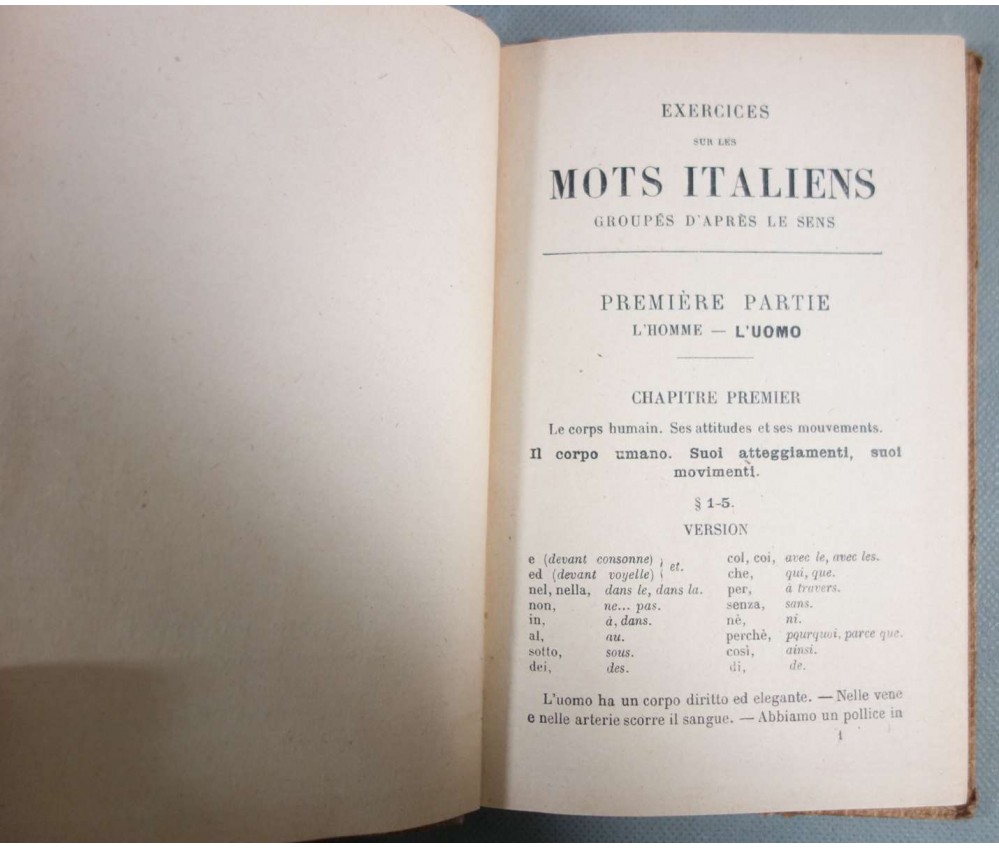 EXERCICES
SUR LES
MOTS ITALIENS
GROUPÉS D'APRÈS LE SENS
PREMIÈRE PARTIE
L'HOMME — L'UOMO
CHAPITRE PREMIER
Le corps humain. Ses attitudes et ses mouvements.
Il corpo umano. Suoi atteggiamenti, suoi
movimenti.
§ 1-5.
VERSION
e (devant consonne) } et. col, coi, avec le, avec les.
ed (devant voyelle) che, qui, que.
nel, nella, dans le, dans la. per, à travers.
non, ne... pas. senza, sans.
in, à, dans. nè, ni.
al, au. perchè, pourquoi, parce que.
sotto, sous. così, ainsi.
dei, des. di, de.
L'uomo ha un corpo diritto ed elegante. — Nelle vene
e nelle arterie scorre il sangue. — Abbiamo un pollice in
1